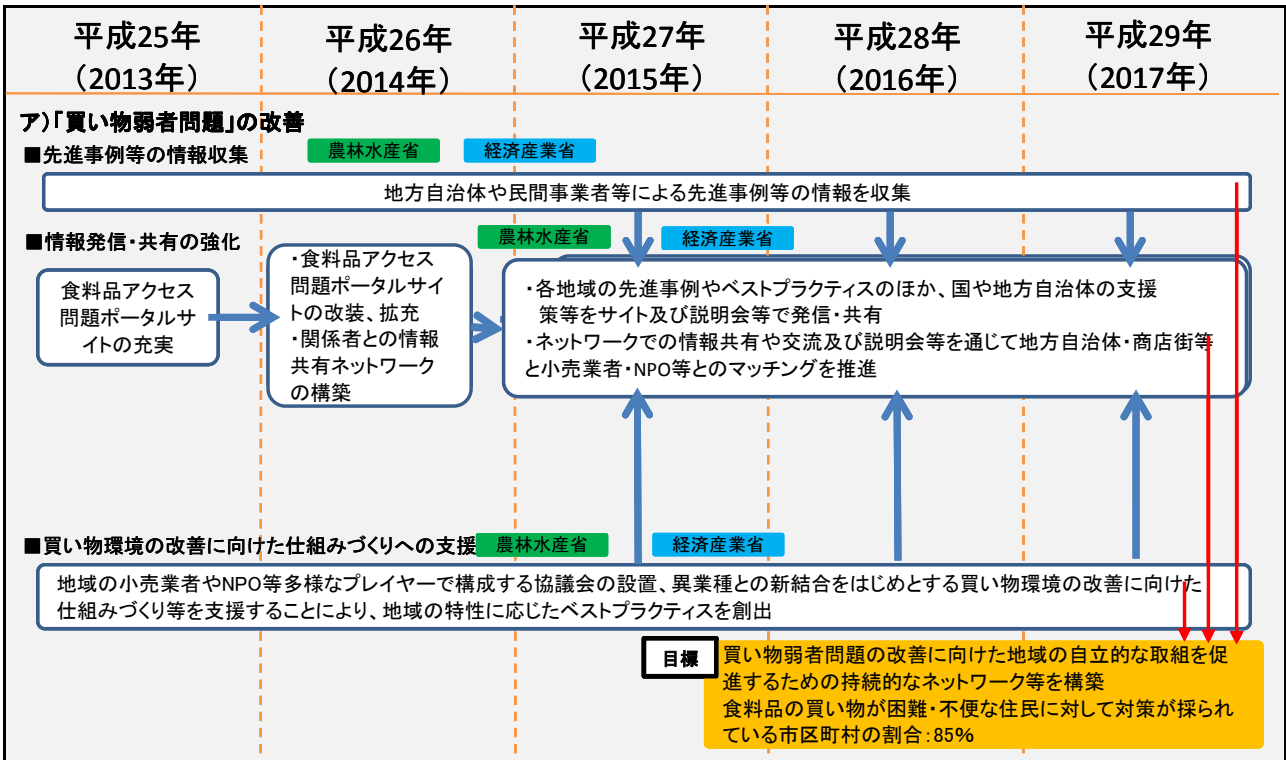 平成25年
（2013年）
平成26年
（2014年）
平成27年
（2015年）
平成28年
（2016年）
平成29年
（2017年）
ア）「買い物弱者問題」の改善
■先進事例等の情報収集
農林水産省
経済産業省
地方自治体や民間事業者等による先進事例等の情報を収集
■情報発信・共有の強化
農林水産省
経済産業省
食料品アクセス
問題ポータルサ
イトの充実
・食料品アクセス
問題ポータルサイ
トの改装、拡充
・関係者との情報
共有ネットワーク
の構築
・各地域の先進事例やベストプラクティスのほか、国や地方自治体の支援
策等をサイト及び説明会等で発信・共有
・ネットワークでの情報共有や交流及び説明会等を通じて地方自治体・商店街等
と小売業者・NPO等とのマッチングを推進
■買い物環境の改善に向けた仕組みづくりへの支援
農林水産省
経済産業省
地域の小売業者やNPO等多様なプレイヤーで構成する協議会の設置、異業種との新結合をはじめとする買い物環境の改善に向けた
仕組みづくり等を支援することにより、地域の特性に応じたベストプラクティスを創出
目標
買い物弱者問題の改善に向けた地域の自立的な取組を促
進するための持続的なネットワーク等を構築
食料品の買い物が困難・不便な住民に対して対策が採られ
ている市区町村の割合：85%